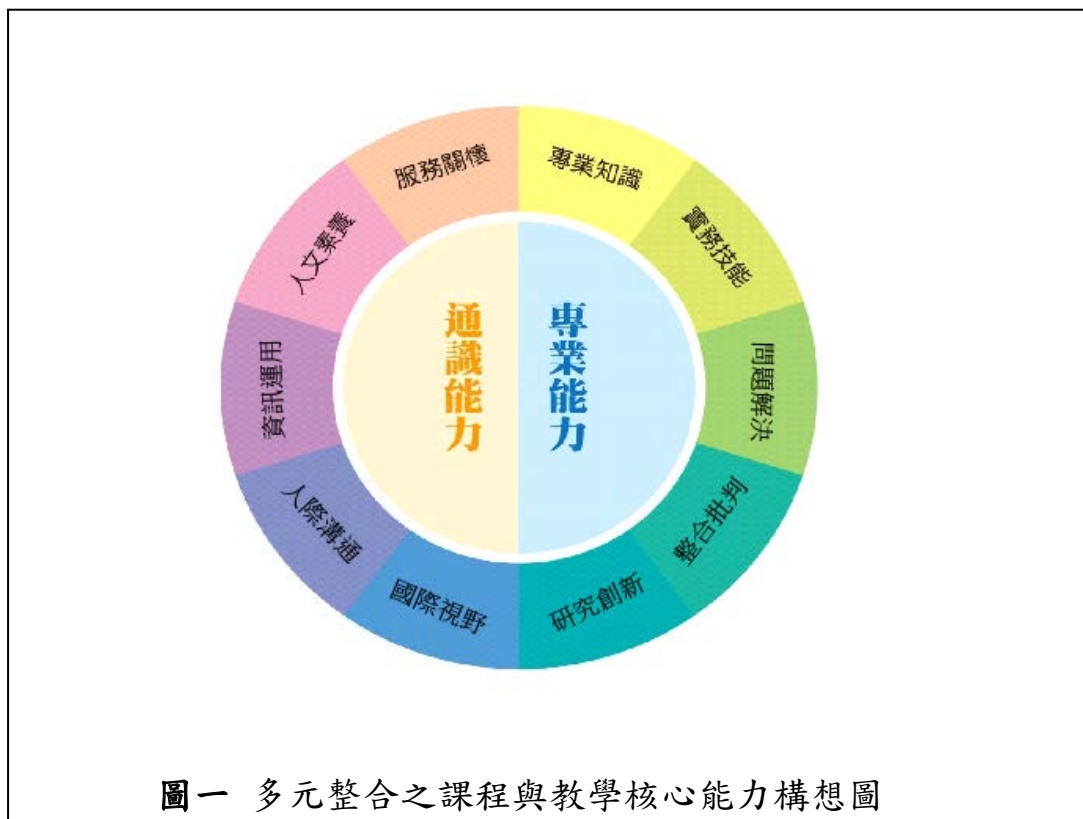 服務關懷
專業知識
人文素養
實務技能
通識能力
專業能力
資訊運用
問題解決
人際溝通
整合批判
國際視野
研究創新
圖一 多元整合之課程與教學核心能力構想圖